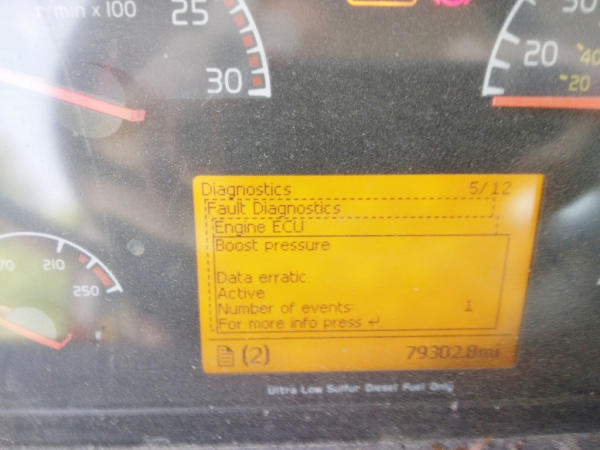 r/min x 100
25
30
50
20
40
20
Diagnostics 5/12
Fault Diagnostics
Engine ECU
Boost pressure
Data erratic
Active
Number of events: 1
For more info press ↵
(2) 79302.8mi
Ultra Low Sulfur Diesel Fuel Only
70
210
250